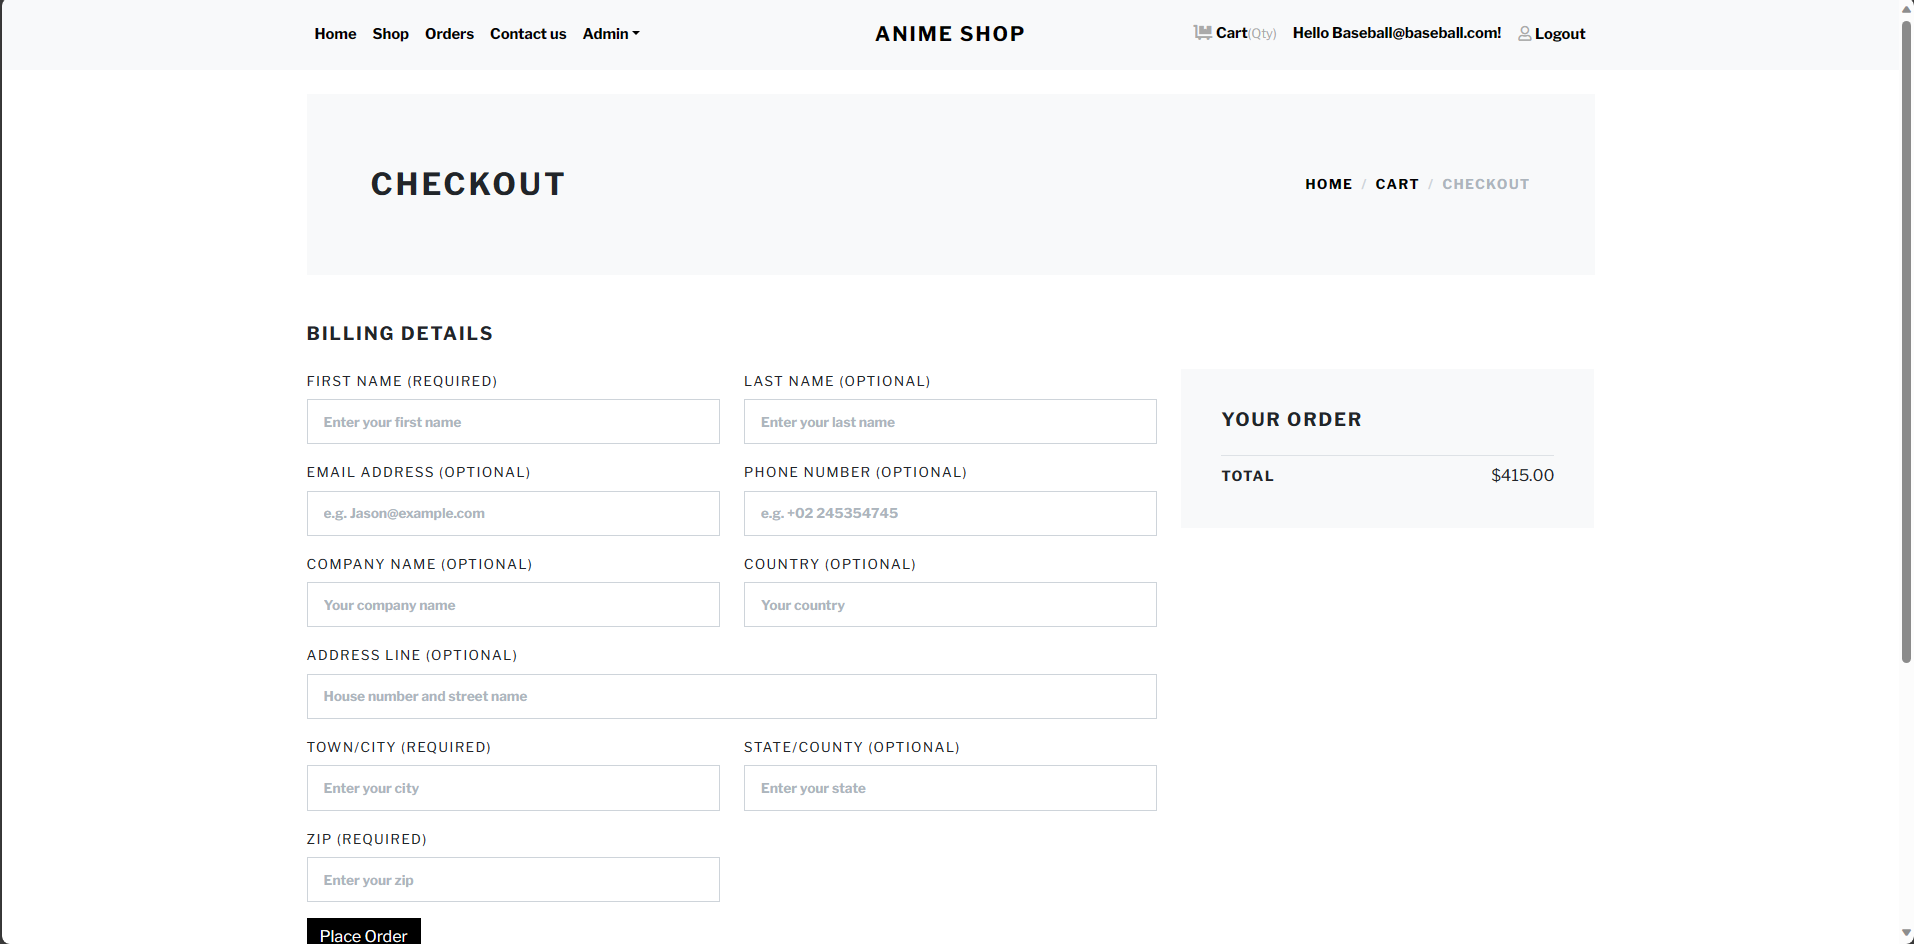 Home Shop Orders Contact us Admin ANIME SHOP Cart(Qty) Hello Baseball@baseball.com! Logout
CHECKOUT
HOME / CART / CHECKOUT
BILLING DETAILS
FIRST NAME (REQUIRED) LAST NAME (OPTIONAL)
Enter your first name Enter your last name
EMAIL ADDRESS (OPTIONAL) PHONE NUMBER (OPTIONAL)
e.g. Jason@example.com e.g. +02 245354745
COMPANY NAME (OPTIONAL) COUNTRY (OPTIONAL)
Your company name Your country
ADDRESS LINE (OPTIONAL)
House number and street name
TOWN/CITY (REQUIRED) STATE/COUNTY (OPTIONAL)
Enter your city Enter your state
ZIP (REQUIRED)
Enter your zip
Place Order
YOUR ORDER
TOTAL $415.00